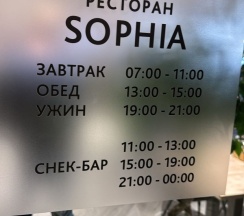 РЕСТОРАН
SOPHIA
ЗАВТРАК 07:00 - 11:00
ОБЕД 13:00 - 15:00
УЖИН 19:00 - 21:00
11:00 - 13:00
СНЕК-БАР 15:00 - 19:00
21:00 - 00:00